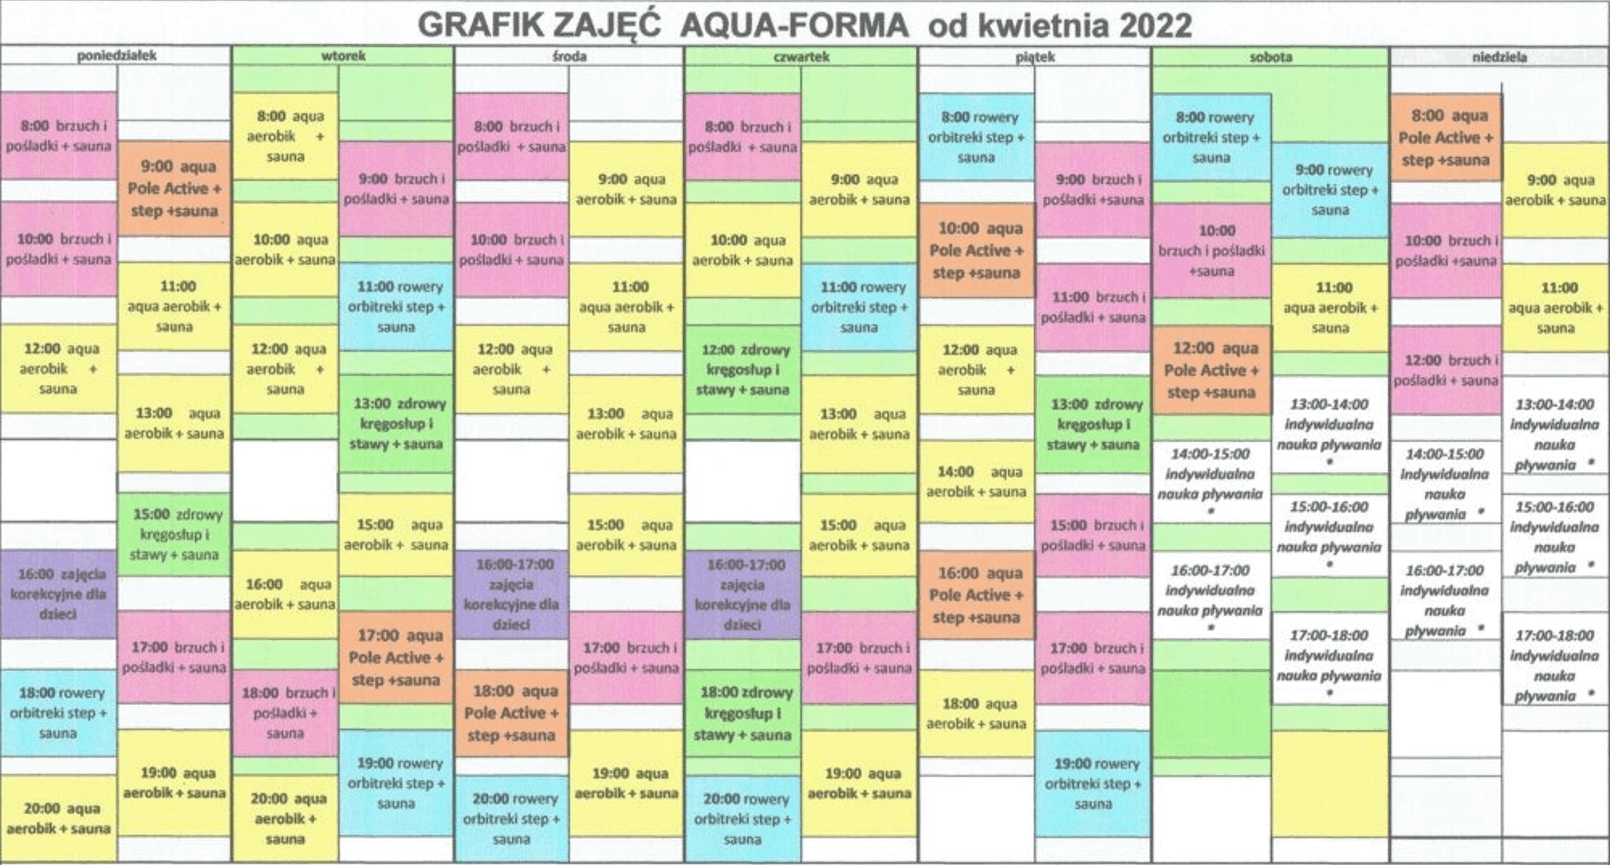 GRAFIK ZAJĘĆ AQUA-FORMA od kwietnia 2022
poniedziałek
8:00 brzuch i
pośladki + sauna
10:00 brzuch i
pośladki + sauna
12:00 aqua
aerobik +
sauna
16:00 zajęcia
korekcyjne dla
dzieci
18:00 rowery
orbitreki step +
sauna
20:00 aqua
aerobik + sauna
9:00 aqua
Pole Active +
step +sauna
11:00
aqua aerobik +
sauna
13:00 aqua
aerobik + sauna
15:00 zdrowy
kręgosłup i
stawy + sauna
17:00 brzuch i
pośladki + sauna
19:00 aqua
aerobik + sauna
wtorek
8:00 aqua
aerobik +
sauna
10:00 aqua
aerobik + sauna
12:00 aqua
aerobik +
sauna
16:00 aqua
aerobik + sauna
18:00 brzuch i
pośladki +
sauna
20:00 aqua
aerobik +
sauna
9:00 brzuch i
pośladki + sauna
11:00 rowery
orbitreki step +
sauna
13:00 zdrowy
kręgosłup i
stawy + sauna
15:00 aqua
aerobik + sauna
17:00 aqua
Pole Active +
step +sauna
19:00 rowery
orbitreki step +
sauna
środa
8:00 brzuch i
pośladki + sauna
10:00 brzuch i
pośladki + sauna
12:00 aqua
aerobik +
sauna
16:00-17:00
zajęcia
korekcyjne dla
dzieci
18:00 aqua
Pole Active +
step +sauna
20:00 rowery
orbitreki step +
sauna
9:00 aqua
aerobik + sauna
11:00
aqua aerobik +
sauna
13:00 aqua
aerobik + sauna
15:00 aqua
aerobik + sauna
17:00 brzuch i
pośladki + sauna
19:00 aqua
aerobik + sauna
czwartek
8:00 brzuch i
pośladki + sauna
10:00 aqua
aerobik + sauna
12:00 zdrowy
kręgosłup i
stawy + sauna
16:00-17:00
zajęcia
korekcyjne dla
dzieci
18:00 zdrowy
kręgosłup i
stawy + sauna
20:00 rowery
orbitreki step +
sauna
9:00 aqua
aerobik + sauna
11:00 rowery
orbitreki step +
sauna
13:00 aqua
aerobik + sauna
15:00 aqua
aerobik + sauna
17:00 brzuch i
pośladki + sauna
19:00 aqua
aerobik + sauna
piątek
8:00 rowery
orbitreki step +
sauna
10:00 aqua
Pole Active +
step +sauna
12:00 aqua
aerobik +
sauna
14:00 aqua
aerobik + sauna
16:00 aqua
Pole Active +
step +sauna
18:00 aqua
aerobik + sauna
9:00 brzuch i
pośladki +sauna
11:00 brzuch i
pośladki + sauna
13:00 zdrowy
kręgosłup i
stawy + sauna
15:00 brzuch i
pośladki + sauna
17:00 brzuch i
pośladki + sauna
19:00 rowery
orbitreki step +
sauna
sobota
8:00 rowery
orbitreki step +
sauna
10:00
brzuch i pośladki
+sauna
12:00 aqua
Pole Active +
step +sauna
14:00-15:00
indywidualna
nauka pływania
*
16:00-17:00
indywidualna
nauka pływania
*
9:00 rowery
orbitreki step +
sauna
11:00
aqua aerobik +
sauna
13:00-14:00
indywidualna
nauka pływania
*
15:00-16:00
indywidualna
nauka pływania
*
17:00-18:00
indywidualna
nauka pływania
*
niedziela
8:00 aqua
Pole Active +
step +sauna
10:00 brzuch i
pośladki +sauna
12:00 brzuch i
pośladki +sauna
14:00-15:00
indywidualna
nauka
pływania *
16:00-17:00
indywidualna
nauka
pływania *
9:00 aqua
aerobik + sauna
11:00
aqua aerobik +
sauna
13:00-14:00
indywidualna
nauka
pływania *
15:00-16:00
indywidualna
nauka
pływania *
17:00-18:00
indywidualna
nauka
pływania *